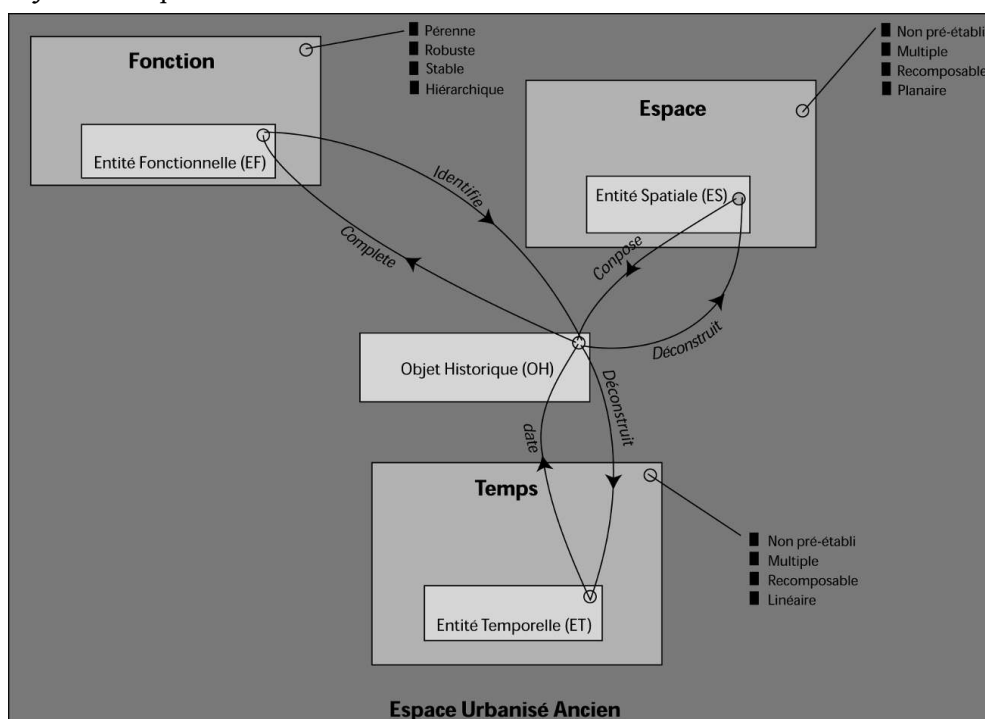 Pérenne
Robuste
Stable
Hiérarchique
Fonction
Entité Fonctionnelle (EF)
Non pré-établi
Multiple
Recomposable
Planaire
Espace
Entité Spatiale (ES)
Identifie
Complete
Conpose
Déconstruit
Objet Historique (OH)
Déconstruit
date
Temps
Non pré-établi
Multiple
Recomposable
Linéaire
Entité Temporelle (ET)
Espace Urbanisé Ancien